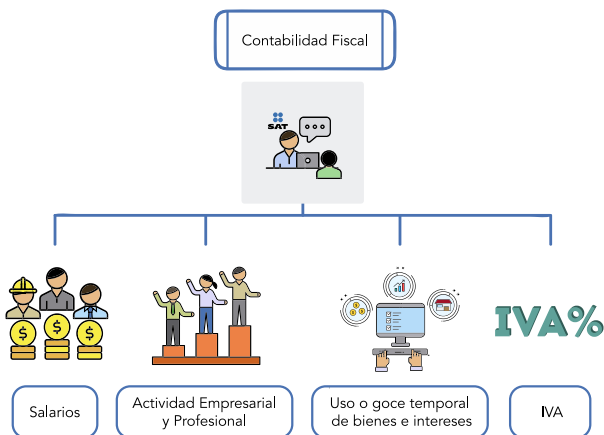 Contabilidad Fiscal
SAT
IVA%
Salarios
Actividad Empresarial
y Profesional
Uso o goce temporal
de bienes e intereses
IVA